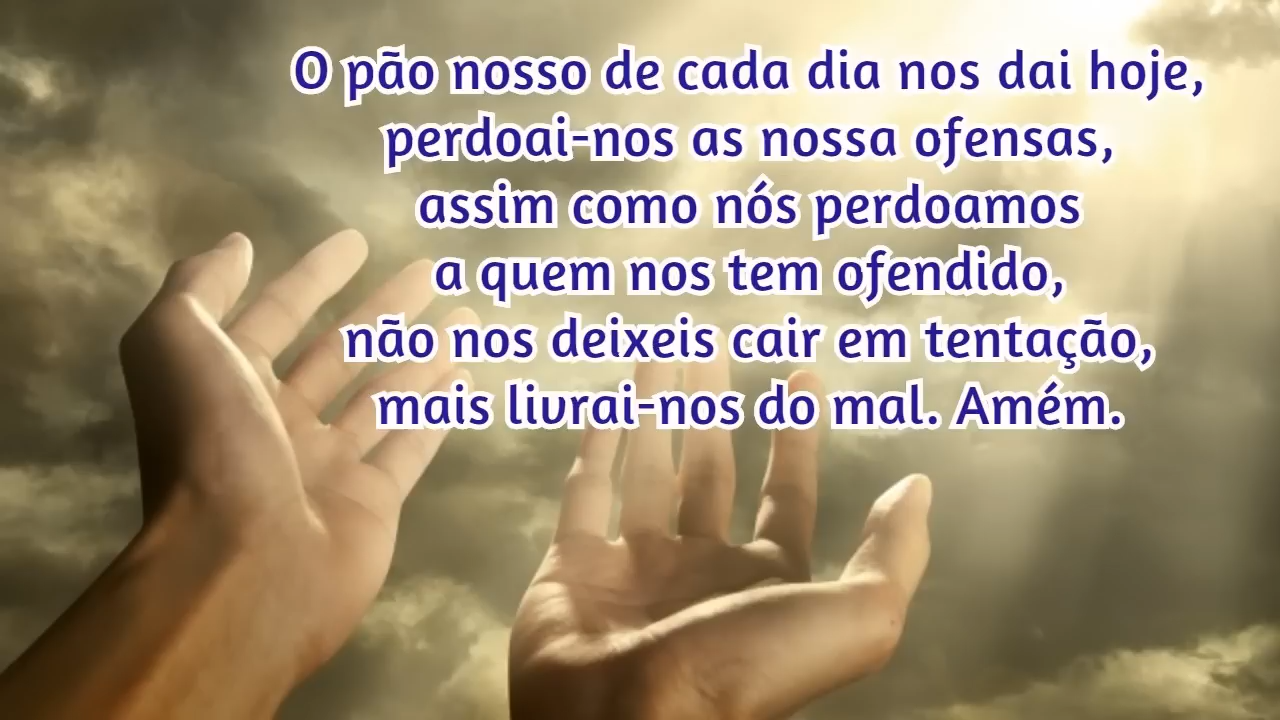 O pão nosso de cada dia nos dai hoje,
perdoai-nos as nossa ofensas,
assim como nós perdoamos
a quem nos tem ofendido,
não nos deixeis cair em tentação,
mais livrai-nos do mal. Amém.